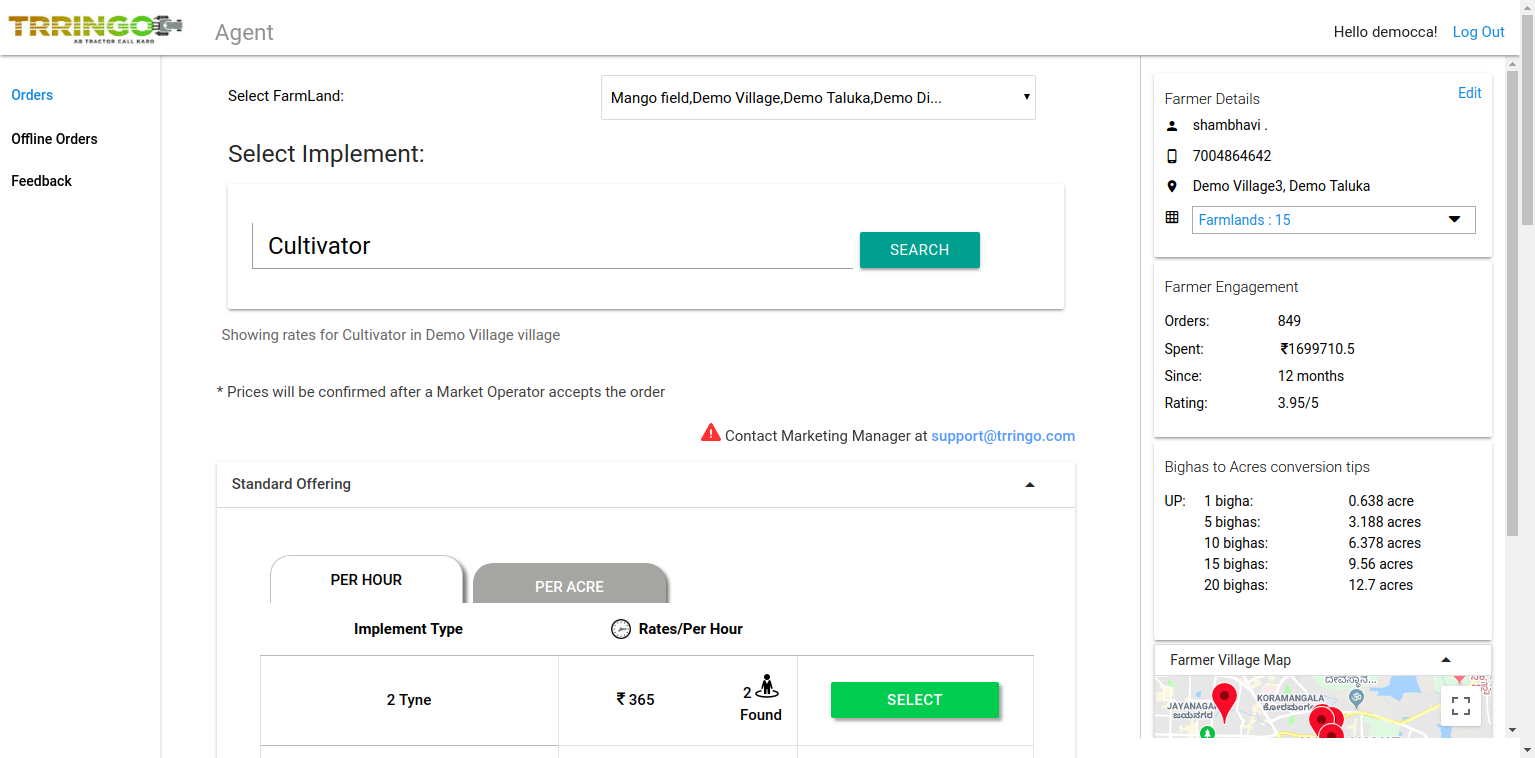 TRRINGO
AB TRACTOR CALL KARO
Agent
Hello democca!
Log Out
Orders
Offline Orders
Feedback
Select FarmLand:
Mango field,Demo Village,Demo Taluka,Demo Di...
Select Implement:
Cultivator
SEARCH
Showing rates for Cultivator in Demo Village village
* Prices will be confirmed after a Market Operator accepts the order
Contact Marketing Manager at support@trringo.com
Standard Offering
PER HOUR
PER ACRE
Implement Type
Rates/Per Hour
2 Tyne
₹ 365
2
Found
SELECT
Farmer Details
Edit
shambhavi .
7004864642
Demo Village3, Demo Taluka
Farmlands : 15
Farmer Engagement
Orders: 849
Spent: ₹1699710.5
Since: 12 months
Rating: 3.95/5
Bighas to Acres conversion tips
UP: 1 bigha: 0.638 acre
5 bighas: 3.188 acres
10 bighas: 6.378 acres
15 bighas: 9.56 acres
20 bighas: 12.7 acres
Farmer Village Map
KORAMANGALA
JAYANAGA
ಜಯನಗರ